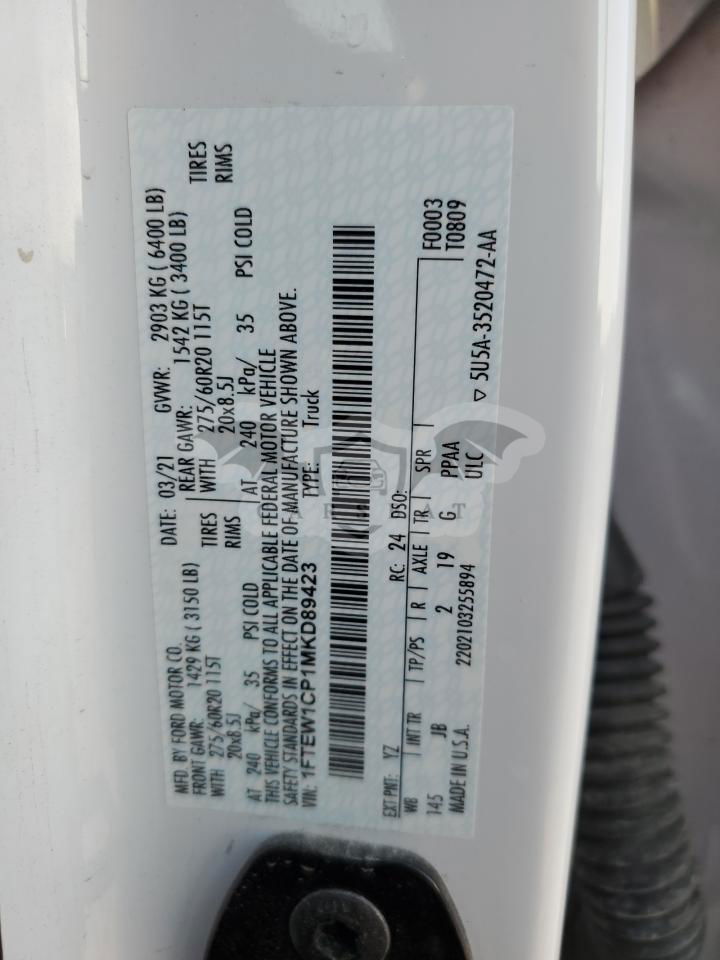 MFD. BY FORD MOTOR CO.
DATE: 03/21 GVWR: 2903 KG ( 6400 LB)
FRONT GAWR: 1429 KG ( 3150 LB) REAR GAWR: 1542 KG ( 3400 LB)
WITH 275/60R20 115T TIRES WITH 275/60R20 115T TIRES
20x8.5J RIMS 20x8.5J RIMS
AT 240 kPa/ 35 PSI COLD AT 240 kPa/ 35 PSI COLD
THIS VEHICLE CONFORMS TO ALL APPLICABLE FEDERAL MOTOR VEHICLE
SAFETY STANDARDS IN EFFECT ON THE DATE OF MANUFACTURE SHOWN ABOVE.
VIN: 1FTEW1CP1MKD89423 TYPE: Truck
EXT PNT: YZ RC: 24 DSO: F0003
WB INT TR TP/PS R AXLE TR SPR T0809
145 JB 2 19 G PPAA
MADE IN U.S.A. 2202103255894 ULC ▽ 5U5A-3520472-AA